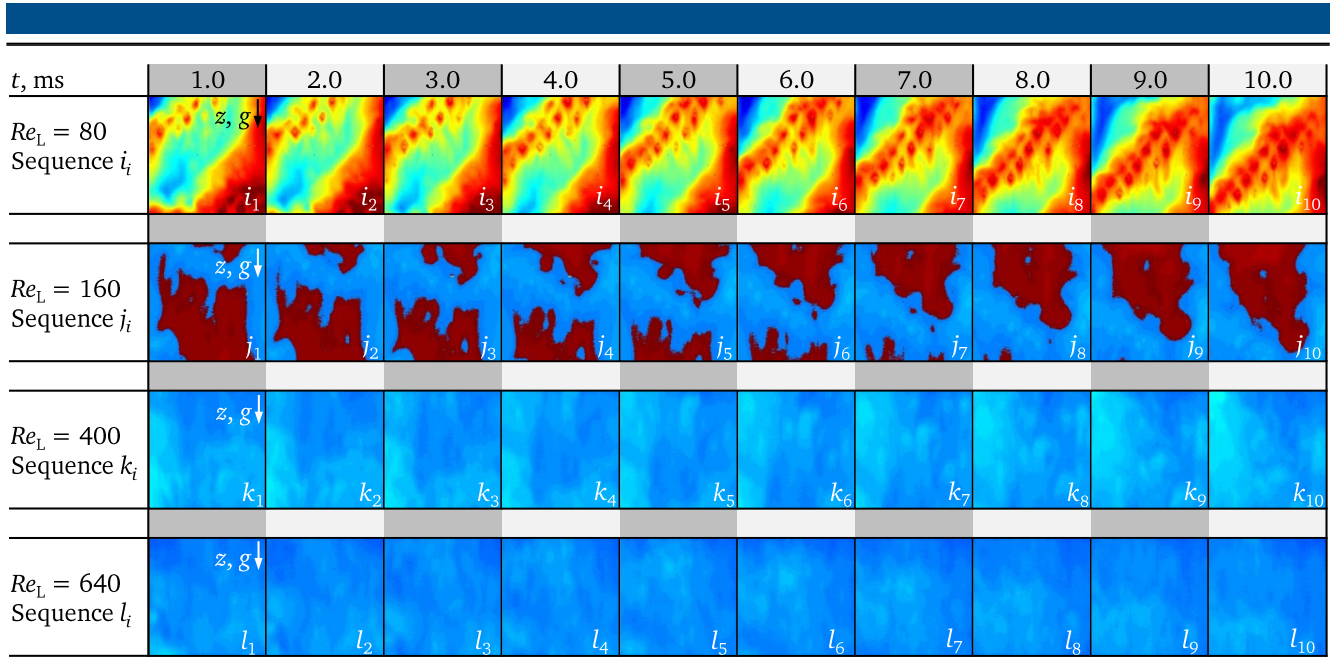 t, ms 1.0 2.0 3.0 4.0 5.0 6.0 7.0 8.0 9.0 10.0
Re_L = 80
Sequence i_i
z, g
i_1 i_2 i_3 i_4 i_5 i_6 i_7 i_8 i_9 i_10
Re_L = 160
Sequence j_i
z, g
j_1 j_2 j_3 j_4 j_5 j_6 j_7 j_8 j_9 j_10
Re_L = 400
Sequence k_i
z, g
k_1 k_2 k_3 k_4 k_5 k_6 k_7 k_8 k_9 k_10
Re_L = 640
Sequence l_i
z, g
l_1 l_2 l_3 l_4 l_5 l_6 l_7 l_8 l_9 l_10